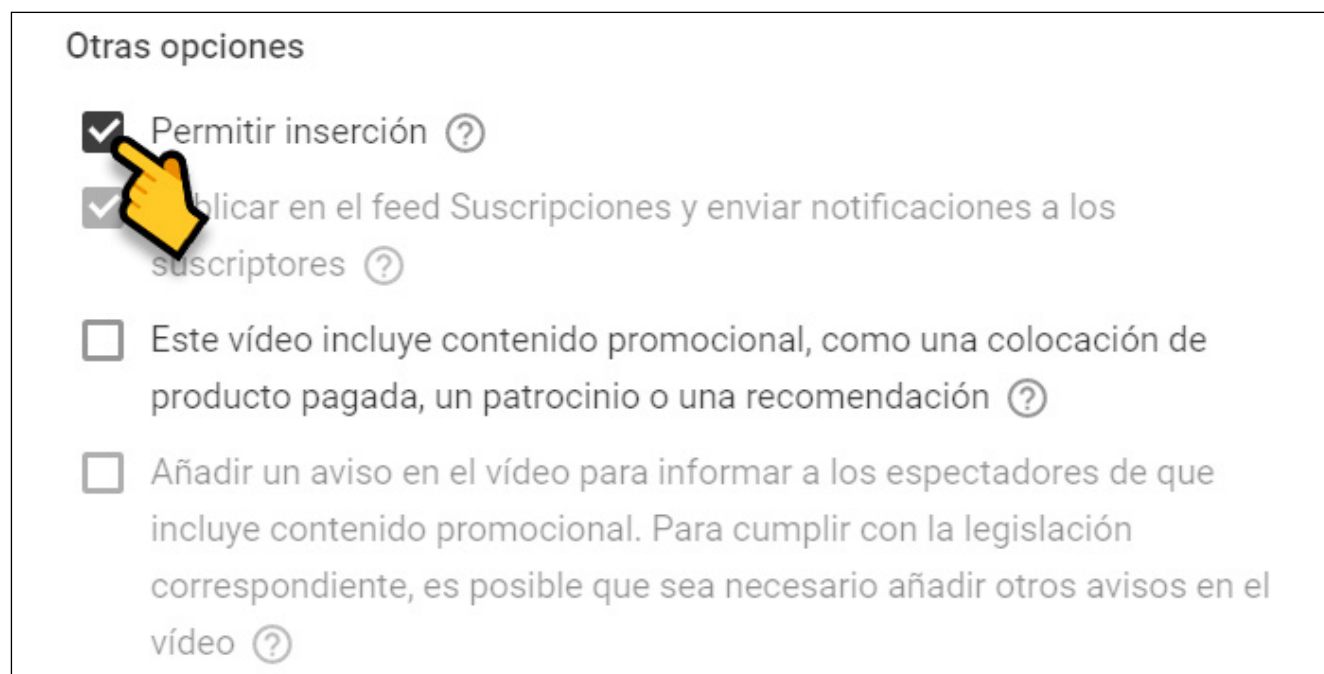 Otras opciones
Permitir inserción ?
blicar en el feed Suscripciones y enviar notificaciones a los
suscriptores ?
Este vídeo incluye contenido promocional, como una colocación de
producto pagada, un patrocinio o una recomendación ?
Añadir un aviso en el vídeo para informar a los espectadores de que
incluye contenido promocional. Para cumplir con la legislación
correspondiente, es posible que sea necesario añadir otros avisos en el
vídeo ?